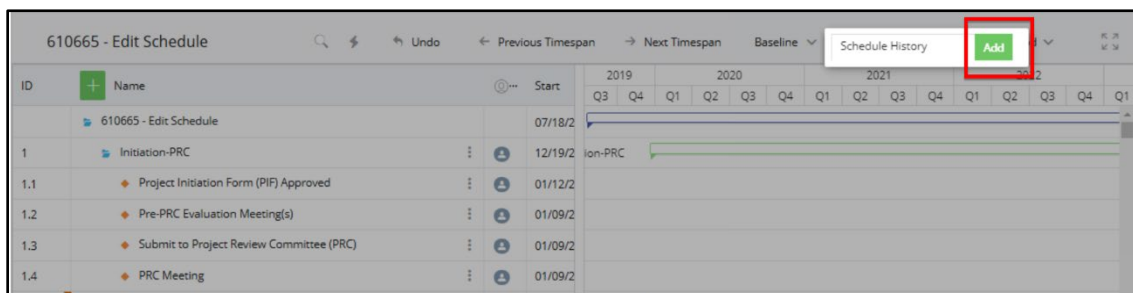 610665 - Edit Schedule Undo ← Previous Timespan → Next Timespan Baseline Schedule History Add
2019 2020 2021
ID + Name Start
Q3 Q4 Q1 Q2 Q3 Q4 Q1 Q2 Q3 Q4 Q1 Q2 Q3 Q4 Q1
610665 - Edit Schedule 07/18/2
1 Initiation-PRC 12/19/2 ion-PRC
1.1 Project Initiation Form (PIF) Approved 01/12/2
1.2 Pre-PRC Evaluation Meeting(s) 01/09/2
1.3 Submit to Project Review Committee (PRC) 01/09/2
1.4 PRC Meeting 01/09/2